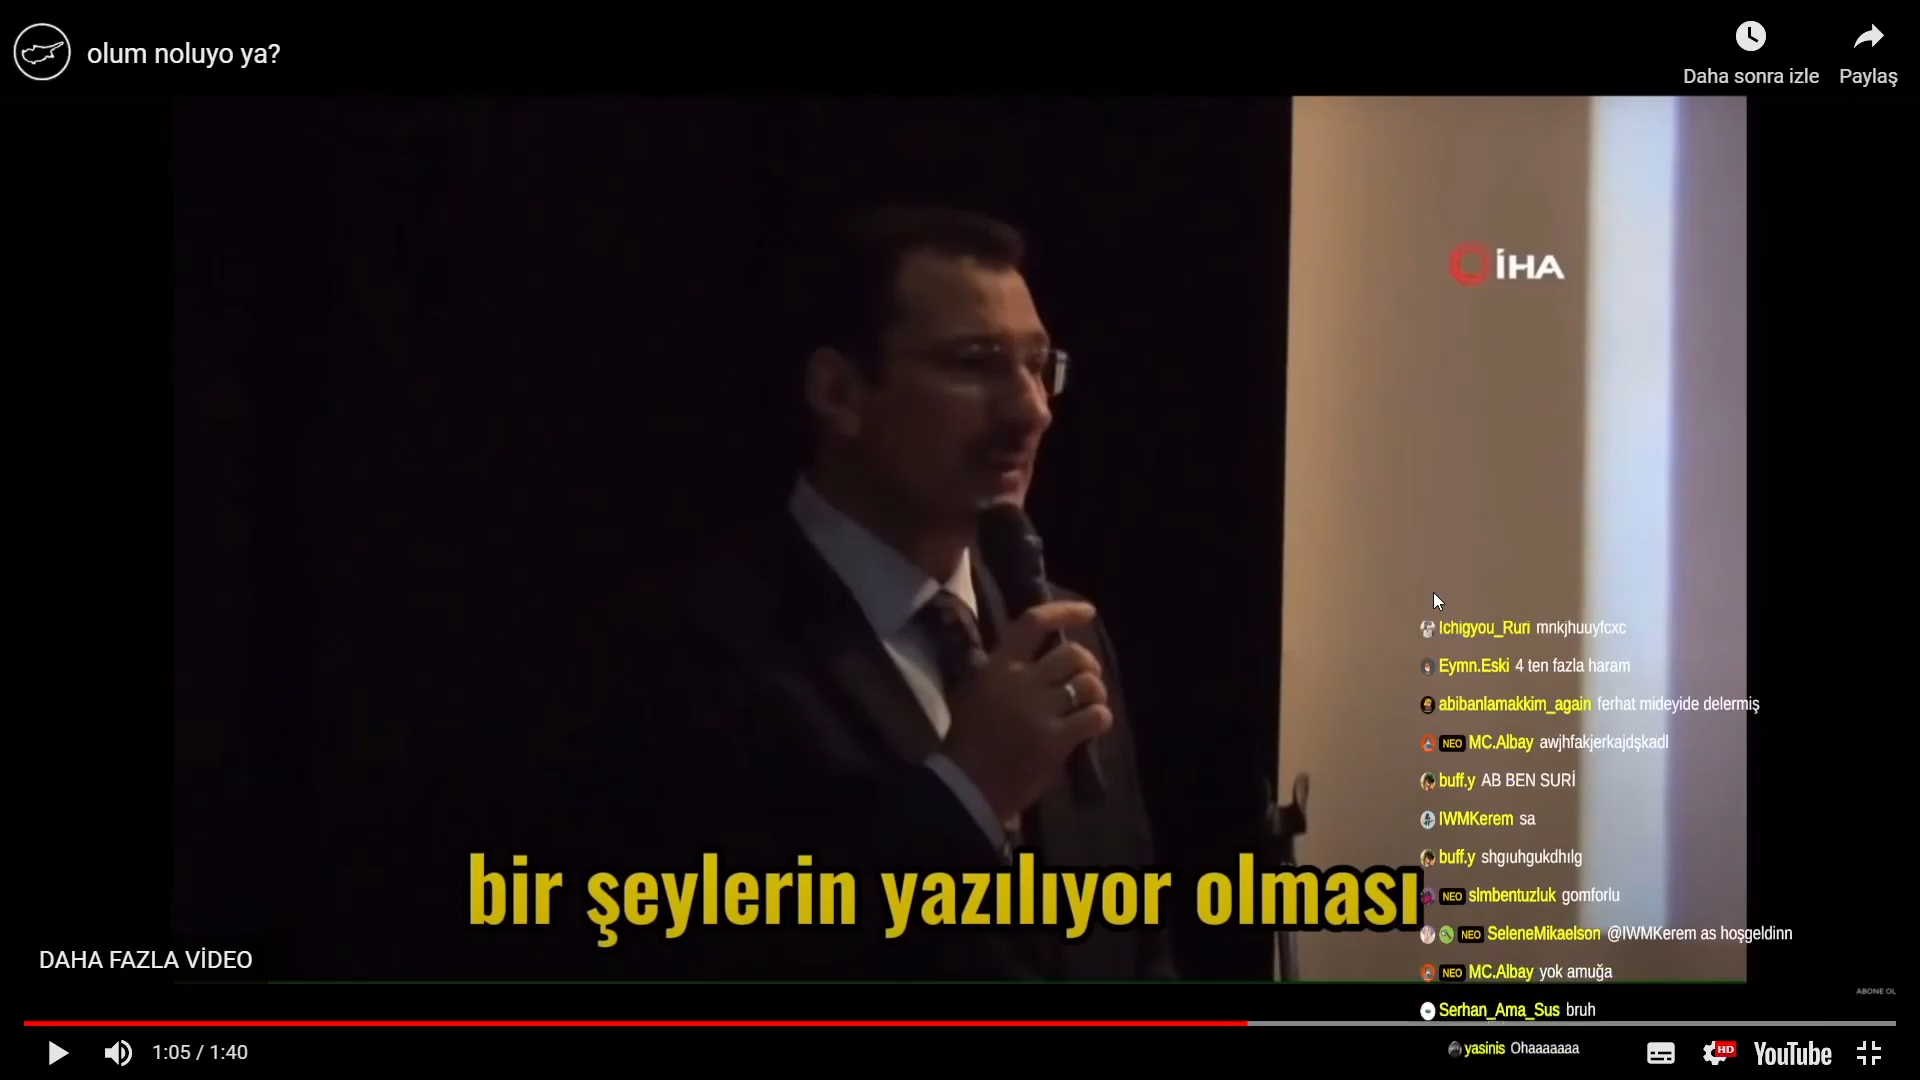 olum noluyo ya?
Daha sonra izle
Paylaş
İHA
Ichigyou_Ruri mnkjhuuyfcxc
Eymn.Eski 4 ten fazla haram
abibanlamakkim_again ferhat mideyide delermiş
NEO MC.Albay awjhfakjerkajdşkadl
buff.y AB BEN SURİ
IWMKerem sa
buff.y shgıuhgukdhılg
bir şeylerin yazılıyor olması
NEO slmbentuzluk gomforlu
NEO SeleneMikaelson @IWMKerem as hoşgeldinn
DAHA FAZLA VİDEO
NEO MC.Albay yok amuğa
ABONE OL
Serhan_Ama_Sus bruh
yasinis Ohaaaaaaa
1:05 / 1:40
HD
YouTube